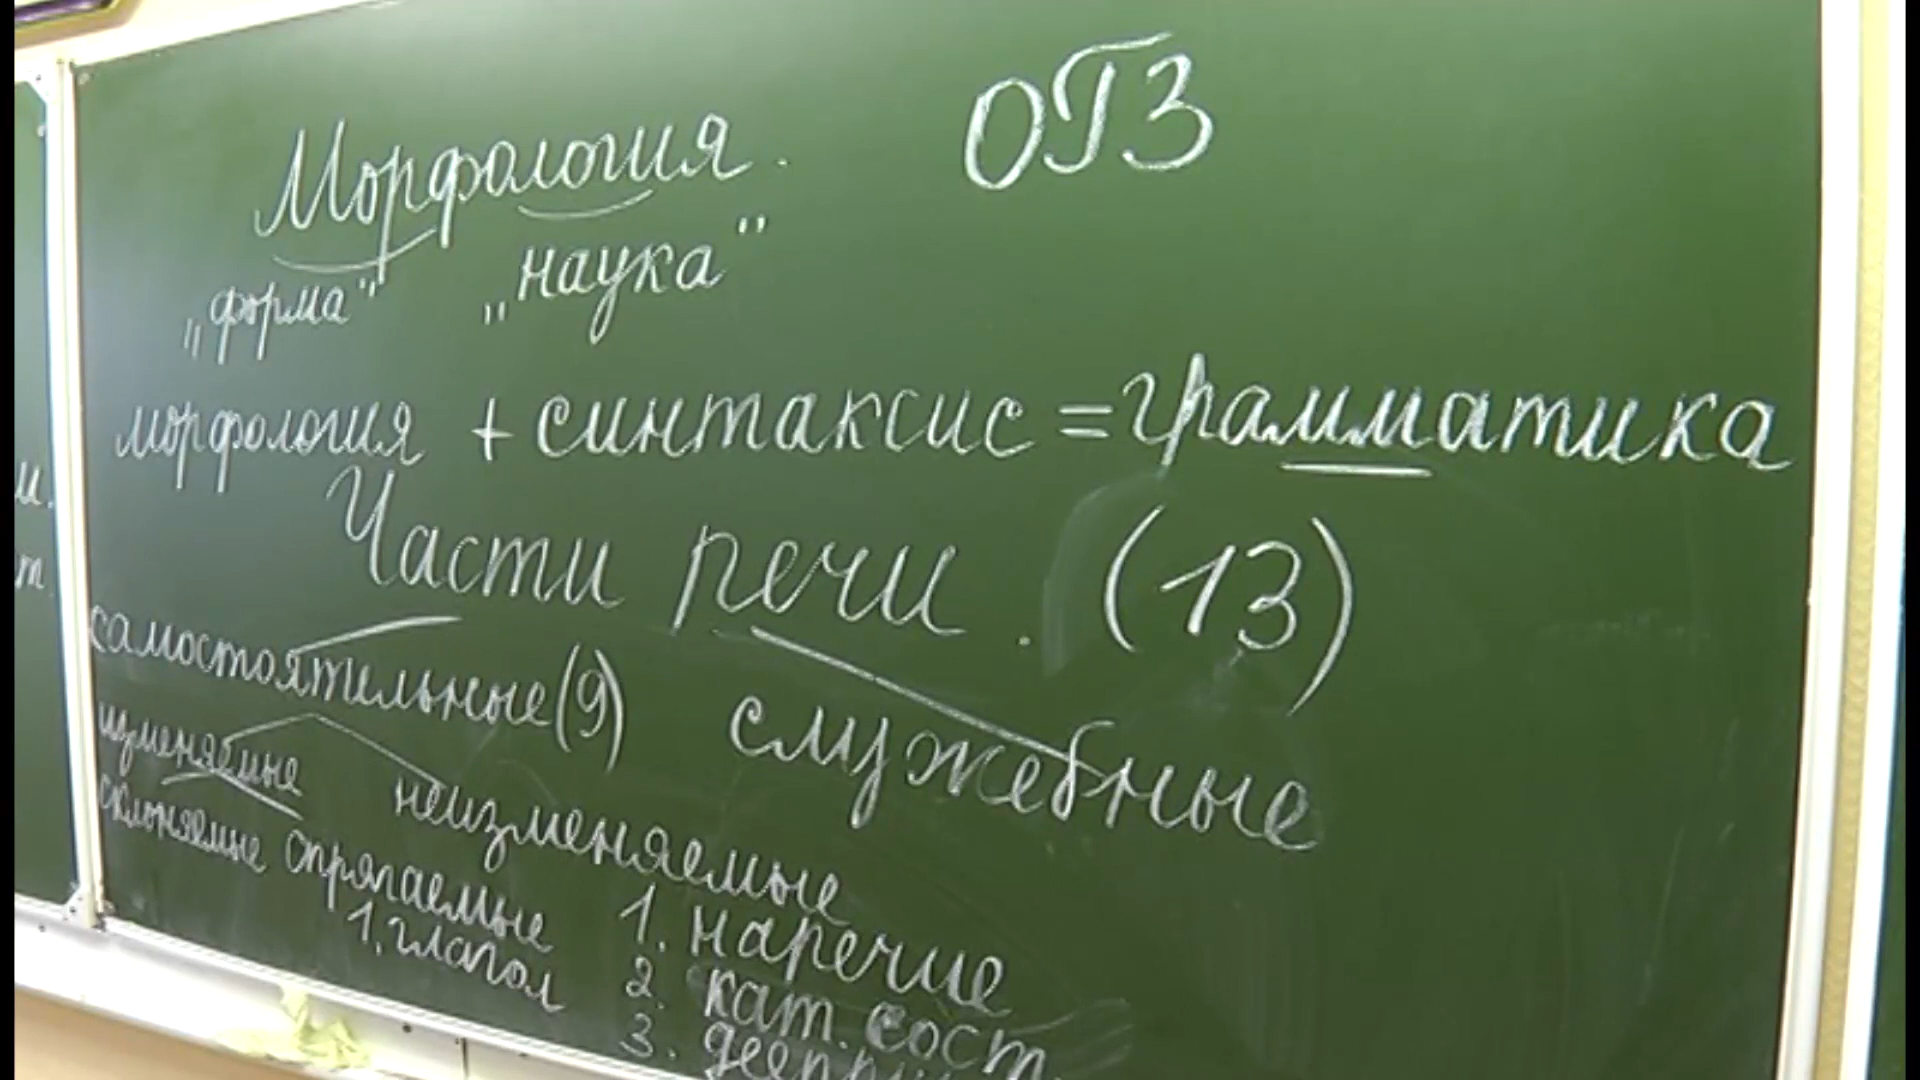 Морфология. ОГЭ
„форма" „наука"
морфология + синтаксис = грамматика
Части речи. (13)
самостоятельные (9) служебные
изменяемые неизменяемые
склоняемые спрягаемые
1. глагол
1. наречие
2. кат. сост.
3.